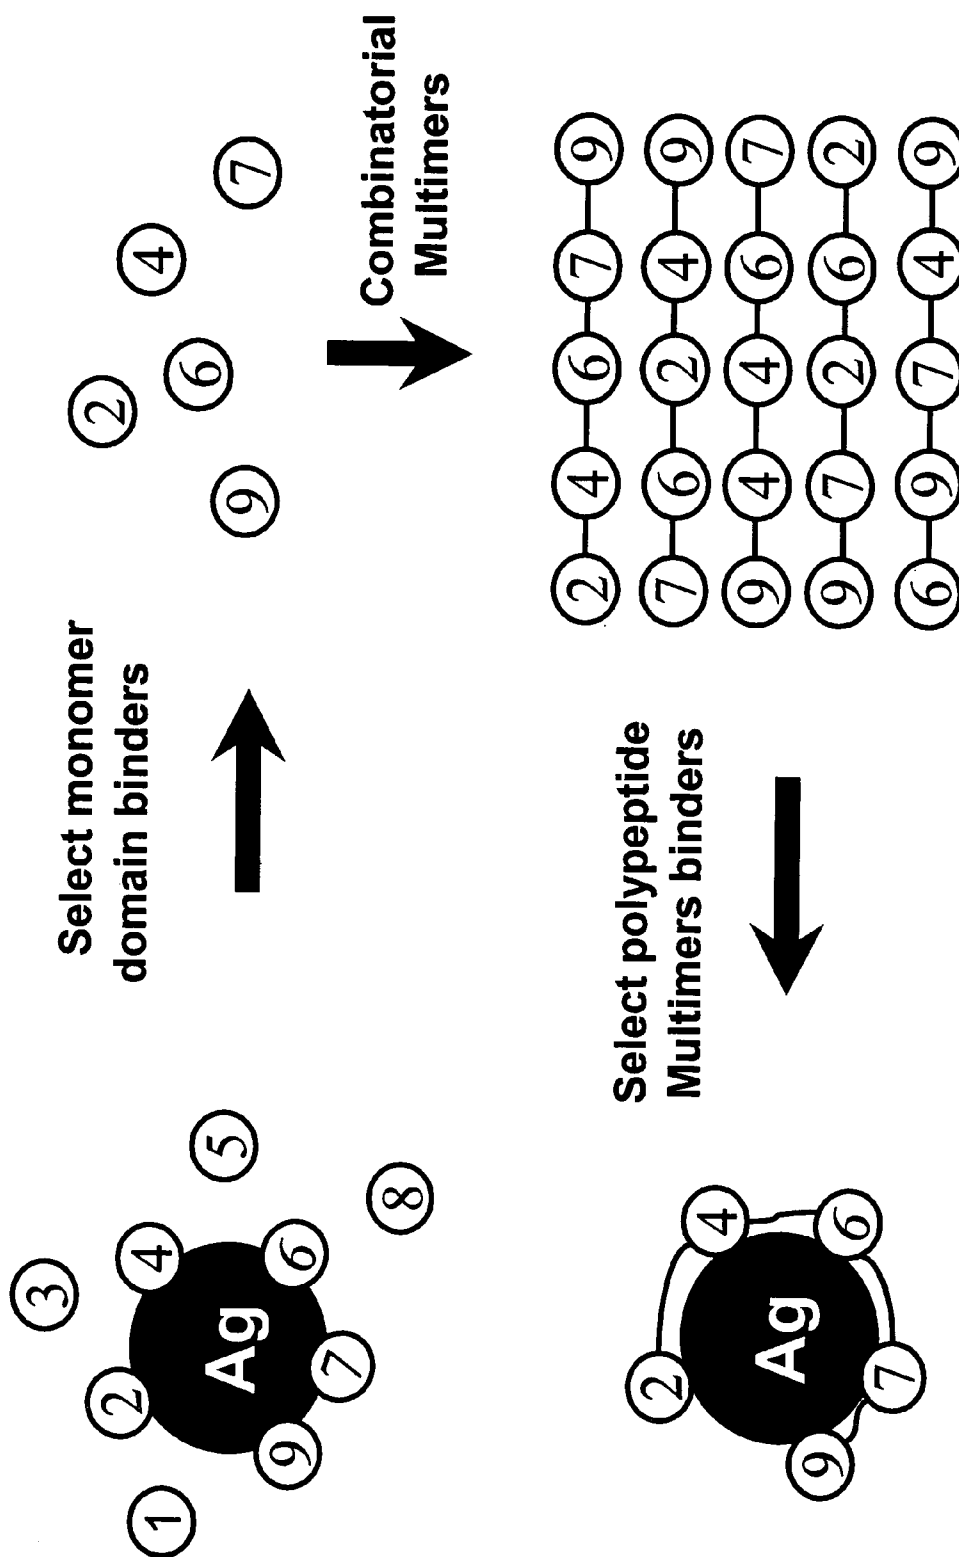 3
2
4
1
Ag
5
9
6
7
8
Select monomer
domain binders
2
4
6
9
7
Combinatorial
Multimers
2 4 6 7 9
7 6 2 4 9
9 4 4 6 7
9 7 2 6 2
6 9 7 4 9
Select polypeptide
Multimers binders
2
4
Ag
9
6
7